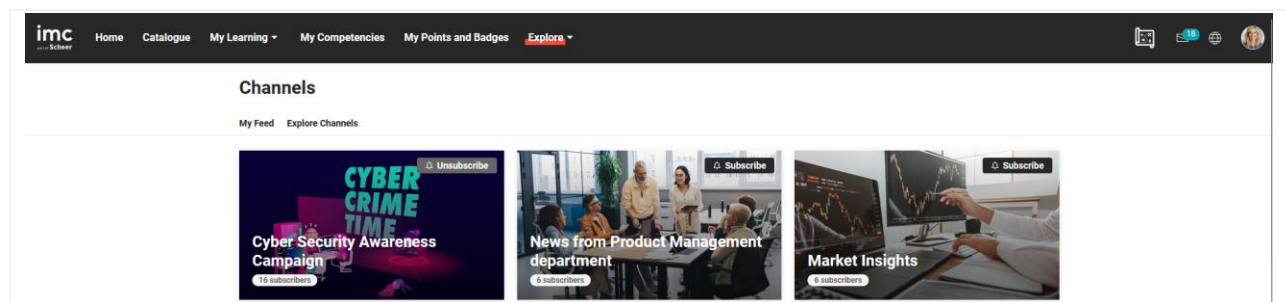 imc
Scheer
Home Catalogue My Learning My Competencies My Points and Badges Explore
18
Channels
My Feed Explore Channels
Unsubscribe
CYBER
CRIME
TIME
Cyber Security Awareness
Campaign
16 subscribers
Subscribe
News from Product Management
department
6 subscribers
Subscribe
Market Insights
6 subscribers